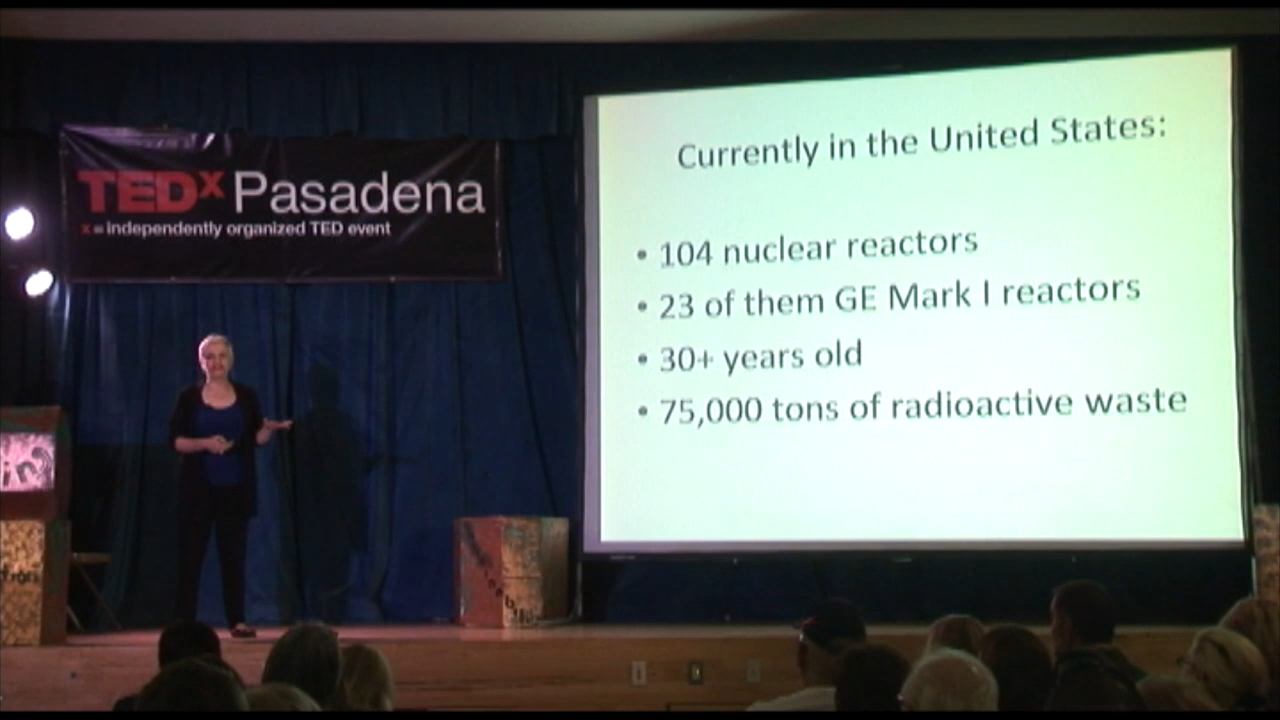 TEDx Pasadena
x = independently organized TED event
Currently in the United States:
• 104 nuclear reactors
• 23 of them GE Mark I reactors
• 30+ years old
• 75,000 tons of radioactive waste